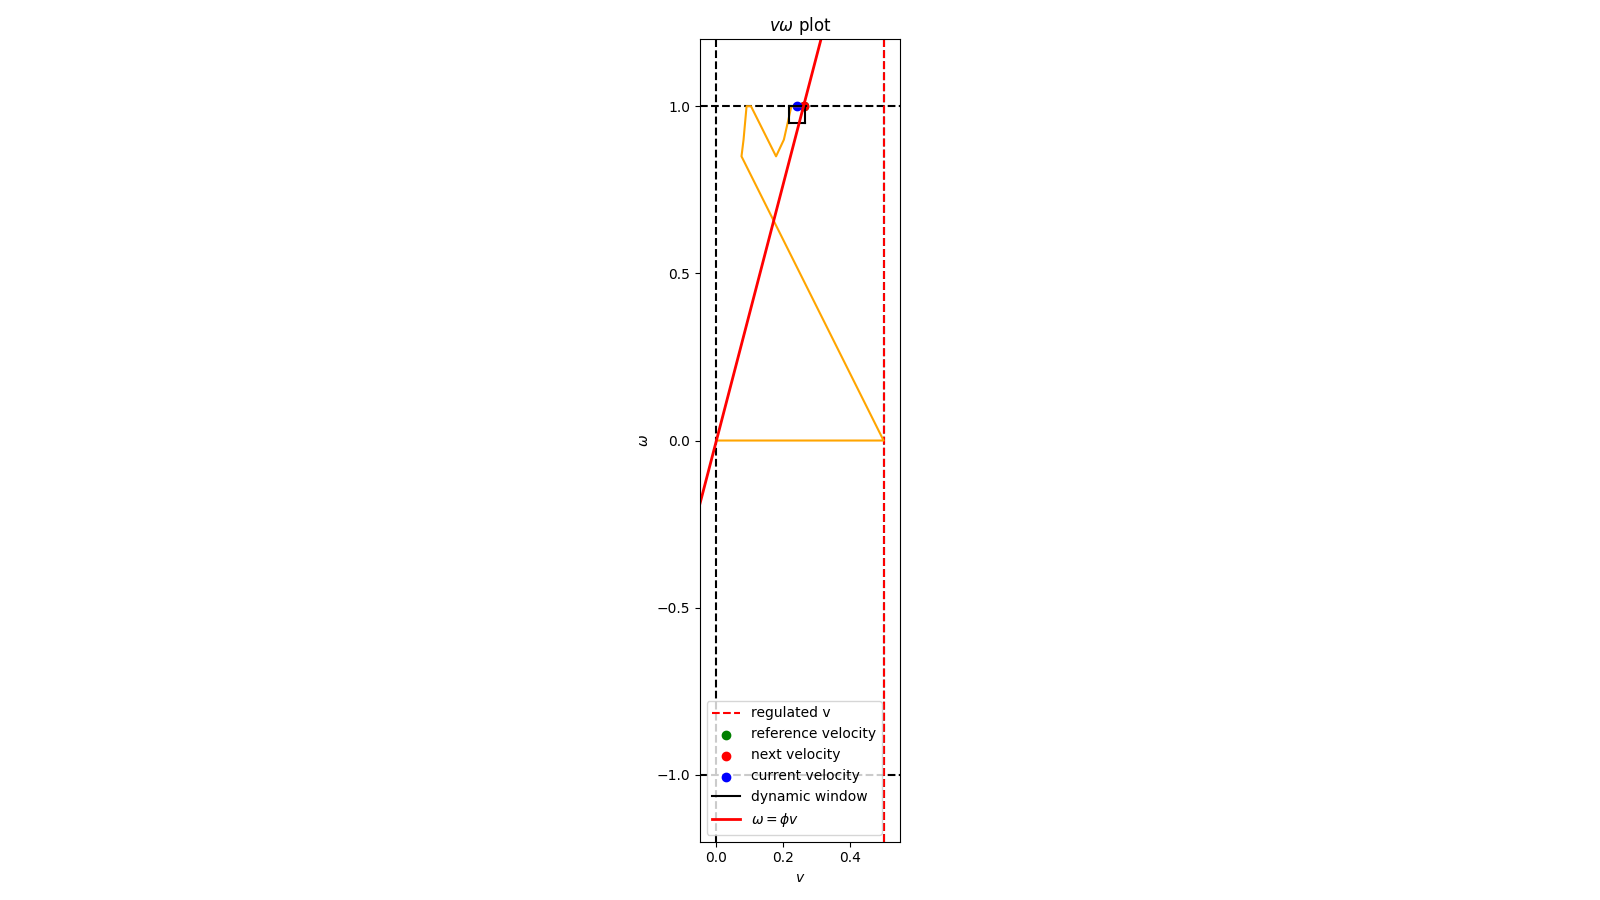 vω plot
1.0
0.5
0.0
−0.5
−1.0
ω
regulated v
reference velocity
next velocity
current velocity
dynamic window
ω = ϕv
0.0 0.2 0.4
v